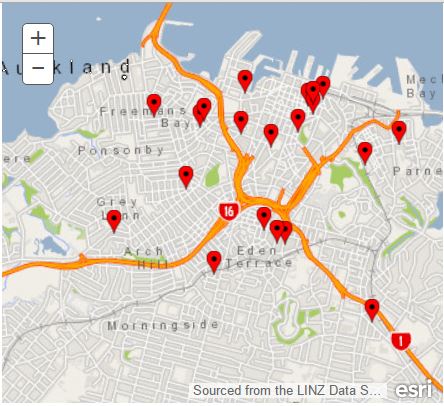 +
−
Auckland
Mech
Bay
Freemans
Bay
Ponsonby
ere
Parne
Grey
Lynn
16
Arch
Hill
Eden
Terrace
Morningside
1
Sourced from the LINZ Data S...
esri